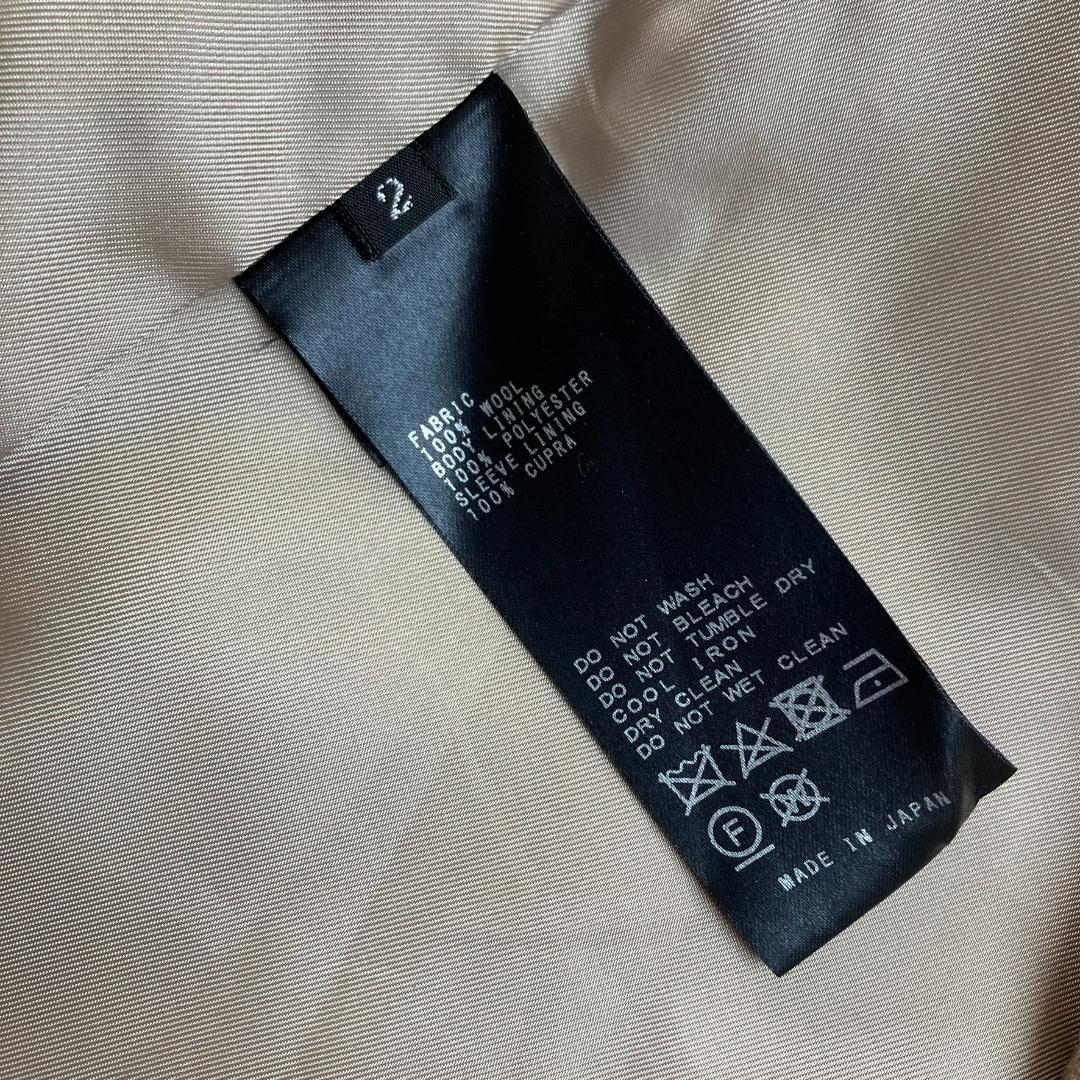 2
FABRIC
100% WOOL
BODY LINING
100% POLYESTER
SLEEVE LINING
100% CUPRA
DO NOT WASH
DO NOT BLEACH
DO NOT TUMBLE DRY
COOL IRON
DRY CLEAN
DO NOT WET CLEAN
F W
MADE IN JAPAN